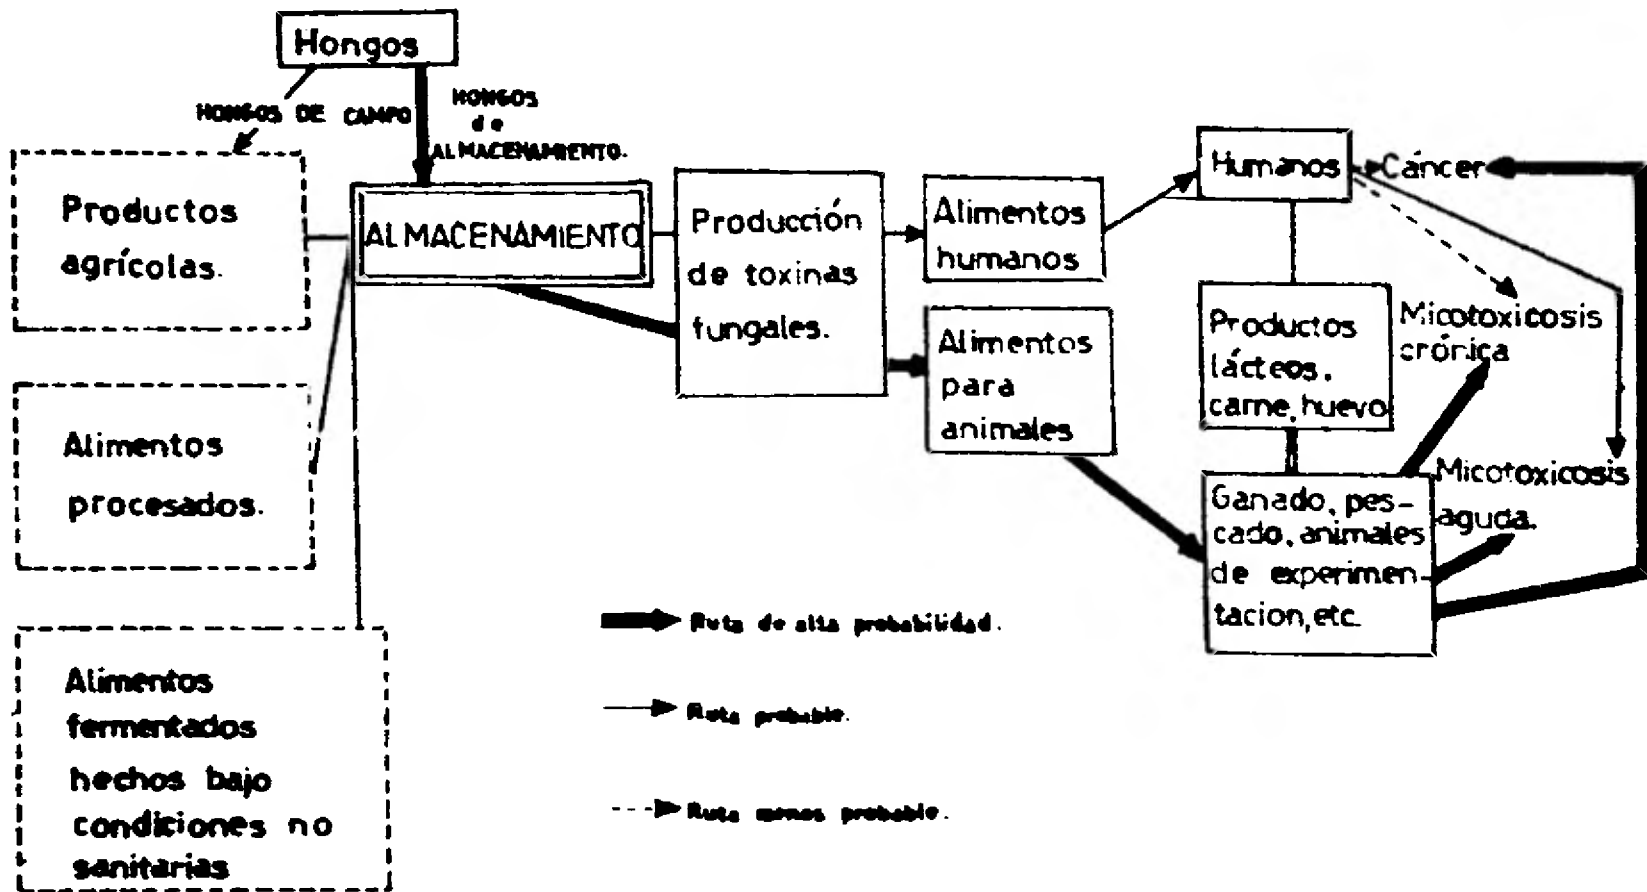 Hongos
HONGOS DE CAMPO
HONGOS
de
ALMACENAMIENTO.
Productos
agrícolas.
ALMACENAMIENTO
Producción
de toxinas
fungales.
Alimentos
humanos
Humanos
Cáncer
Alimentos
para
animales
Productos
lácteos.
carne, huevo
Micotoxicosis
crónica
Micotoxicosis
aguda.
Ganado, pes-
cado, animales
de experimen-
tacion, etc.
Alimentos
procesados.
Alimentos
fermentados
hechos bajo
condiciones no
sanitarias
Ruta de alta probabilidad.
Ruta probable.
Ruta menos probable.